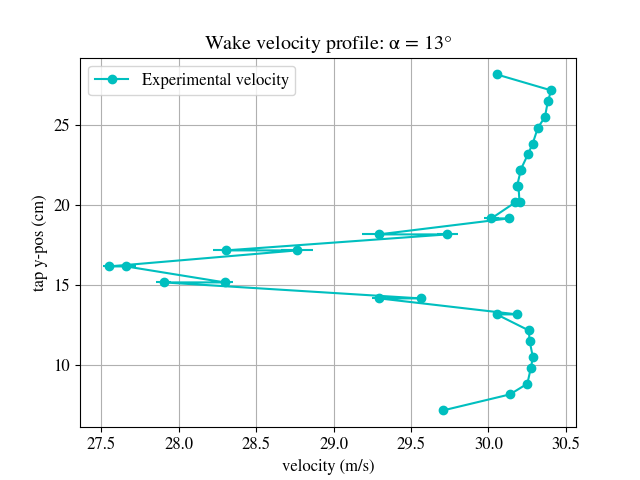 Wake velocity profile: α = 13°
Experimental velocity
25
20
15
10
tap y-pos (cm)
27.5 28.0 28.5 29.0 29.5 30.0 30.5
velocity (m/s)